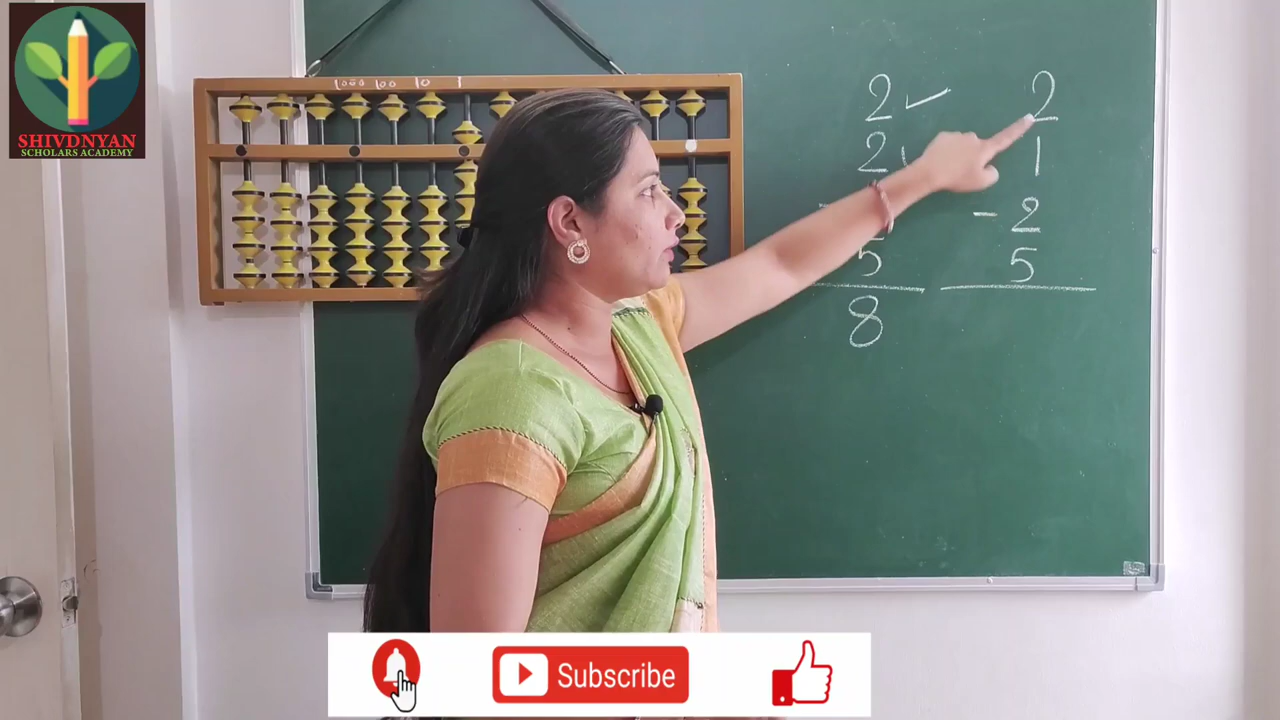 SHIVDNYAN
SCHOLARS ACADEMY
1000 100 10 1
2 ✓
2
5
8
2
1
-2
5
Subscribe